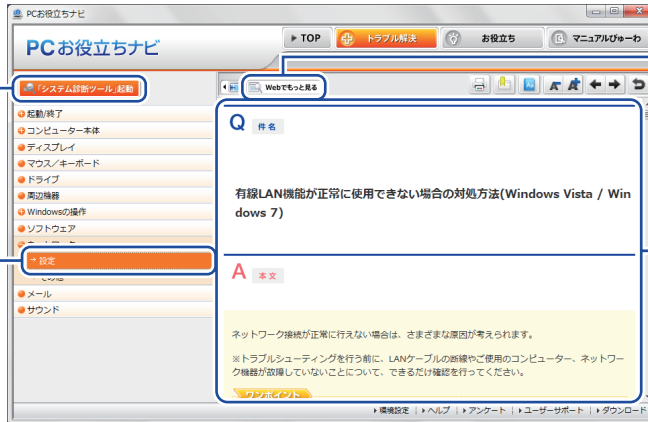 PCお役立ちナビ
PCお役立ちナビ
TOP
トラブル解決
お役立ち
マニュアルびゅーわ
「システム診断ツール」起動
Webでもっと見る
起動/終了
コンピューター本体
ディスプレイ
マウス/キーボード
ドライブ
周辺機器
Windowsの操作
ソフトウェア
→ 設定
メール
サウンド
Q 件名
有線LAN機能が正常に使用できない場合の対処方法(Windows Vista / Win
dows 7)
A 本文
ネットワーク接続が正常に行えない場合は、さまざまな原因が考えられます。
※トラブルシューティングを行う前に、LANケーブルの断線やご使用のコンピューター、ネットワー
ク機器が故障していないことについて、できるだけ確認を行ってください。
ワンポイント
環境設定 | ヘルプ | アンケート | ユーザーサポート | ダウンロード